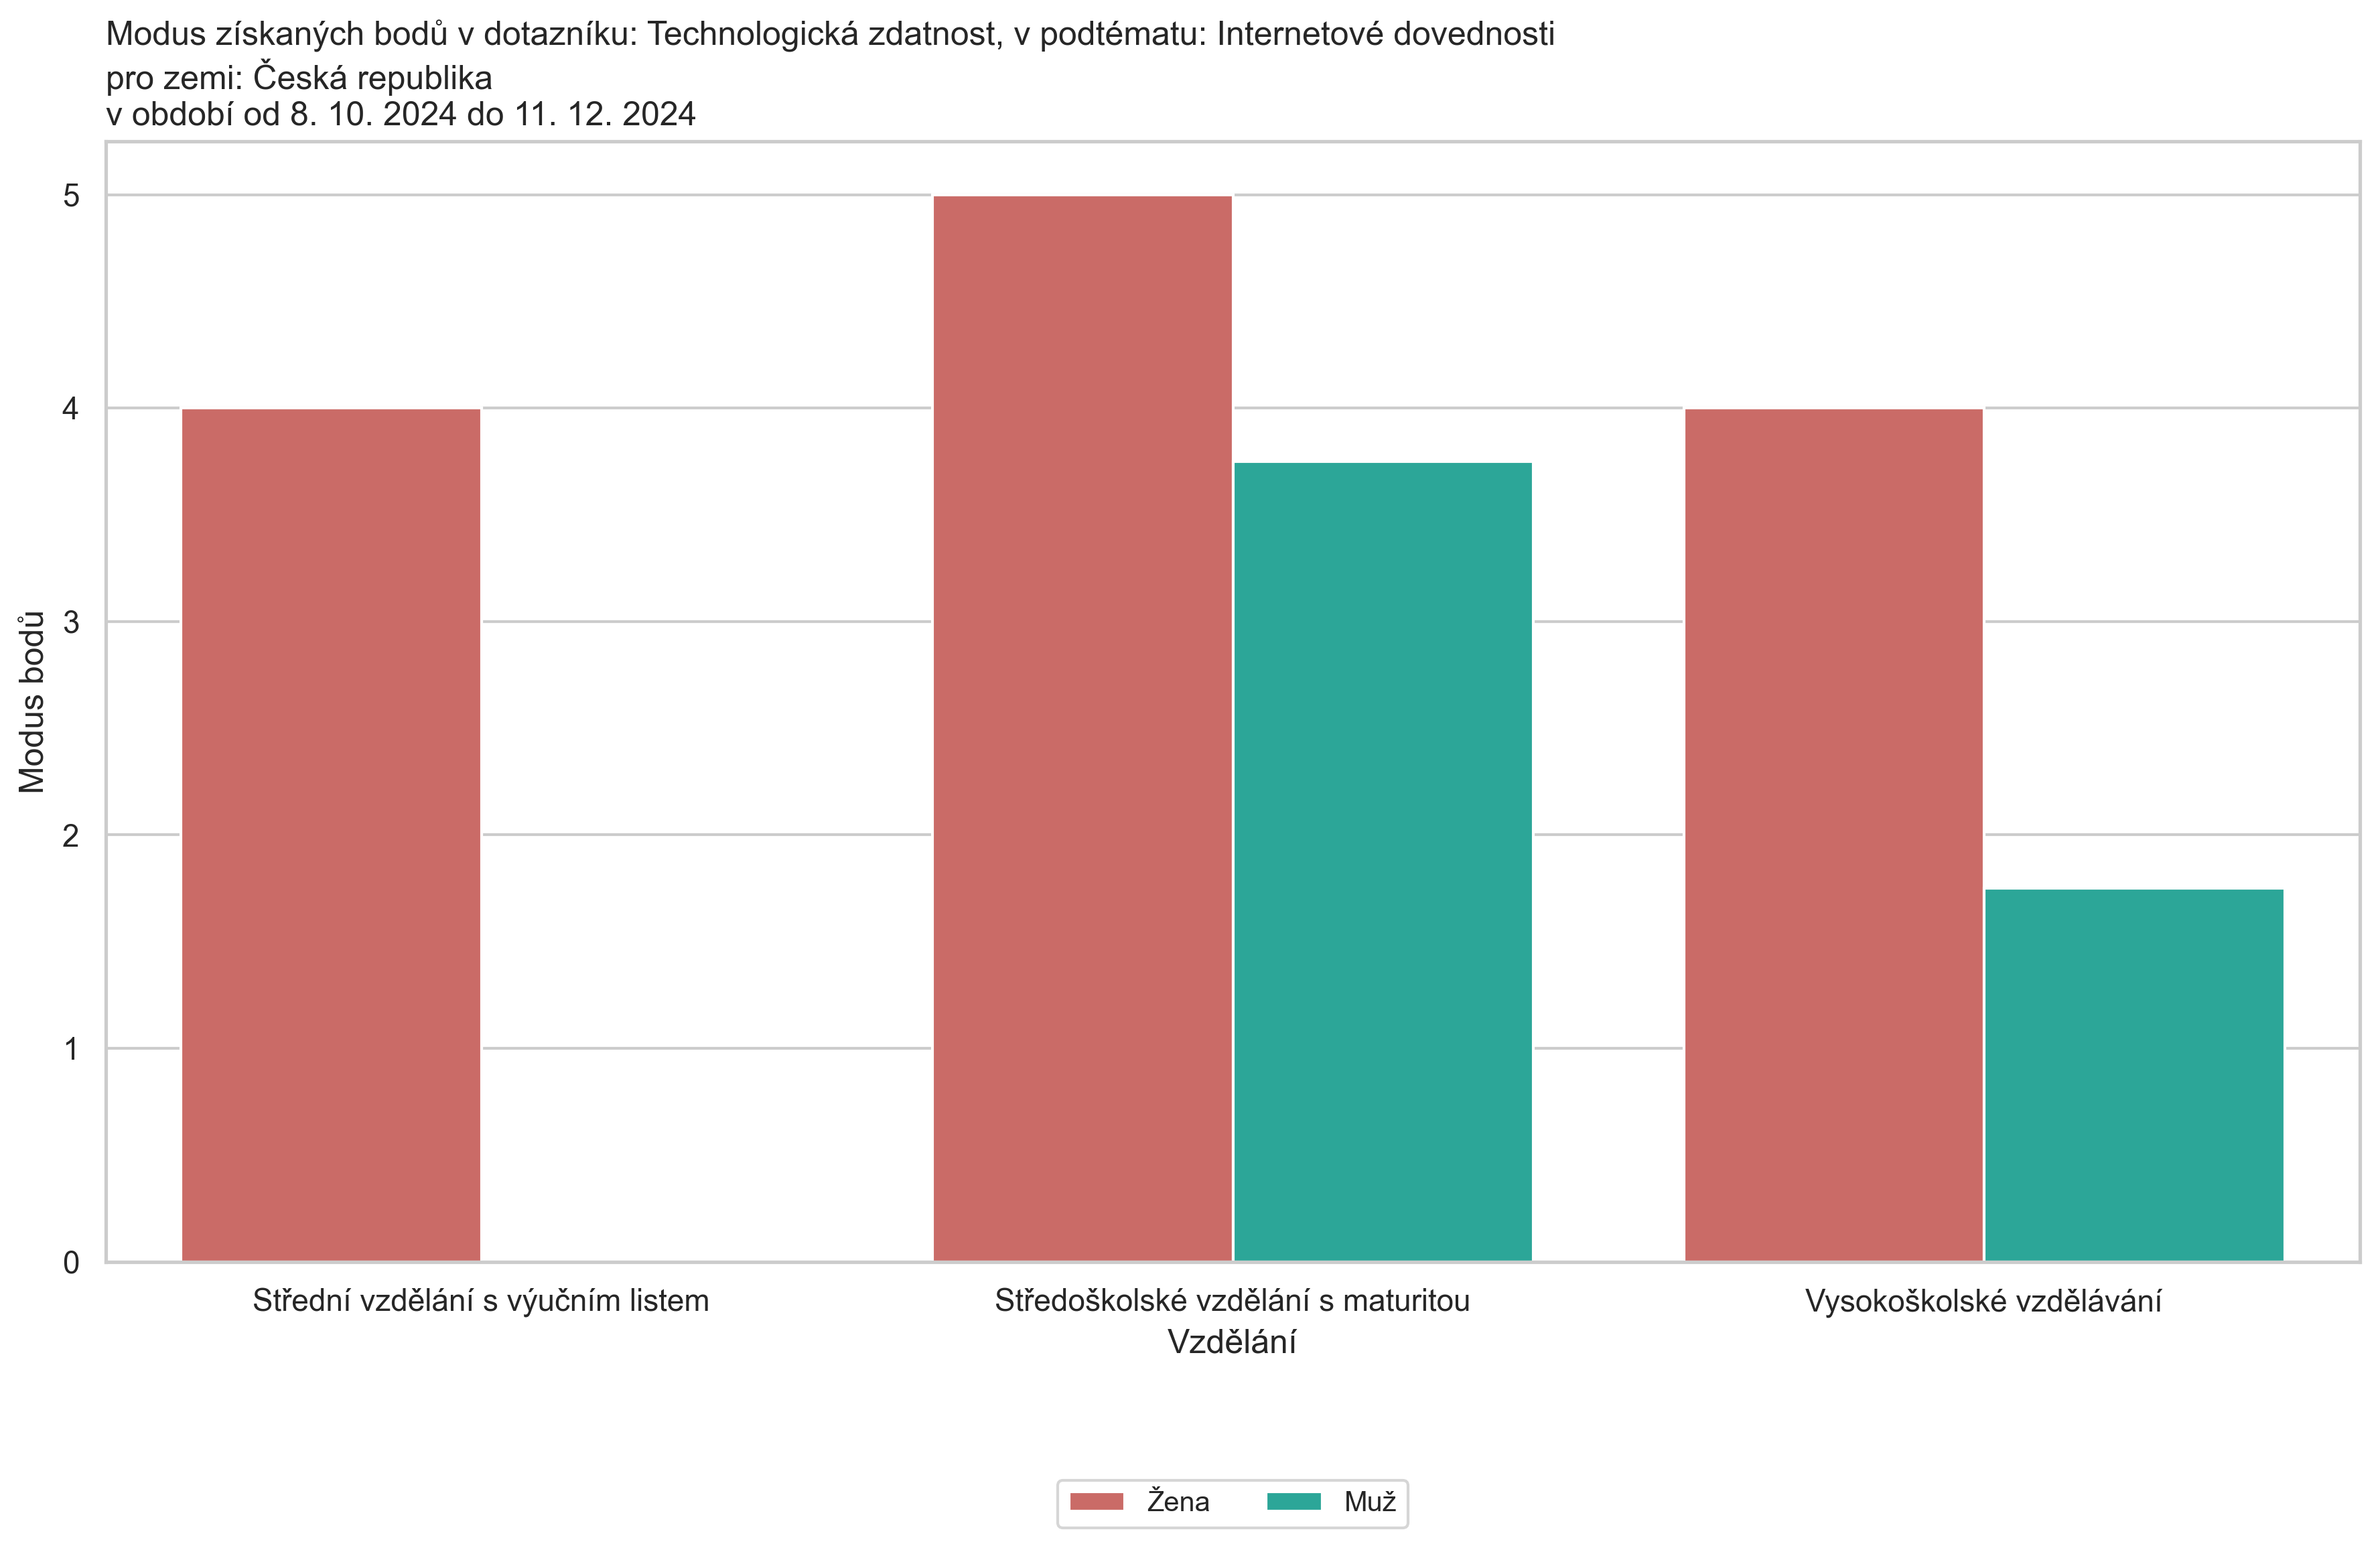 Modus získaných bodů v dotazníku: Technologická zdatnost, v podtématu: Internetové dovednosti
pro zemi: Česká republika
v období od 8. 10. 2024 do 11. 12. 2024
5
4
3
2
1
0
Modus bodů
Střední vzdělání s výučním listem
Středoškolské vzdělání s maturitou
Vysokoškolské vzdělávání
Vzdělání
Žena
Muž